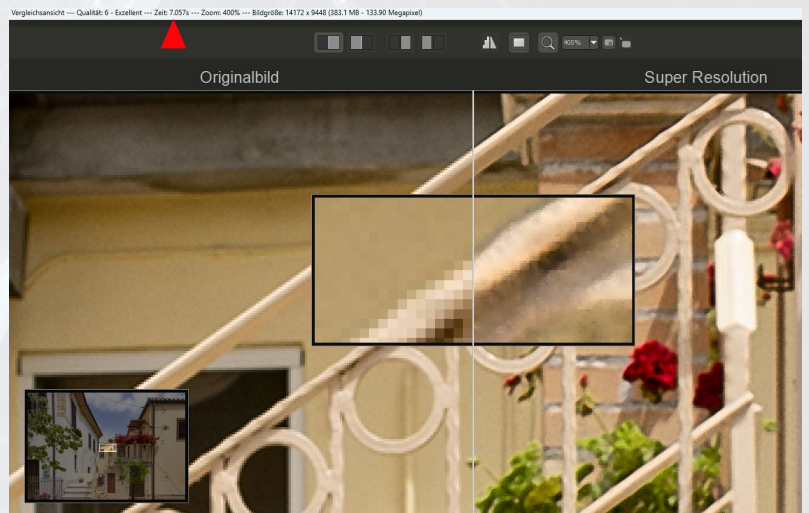 Vergleichsansicht --- Qualität: 6 - Exzellent --- Zeit: 7.057s --- Zoom: 400% --- Bildgröße: 14172 x 9448 (383.1 MB - 133.90 Megapixel)
400%
Originalbild
Super Resolution